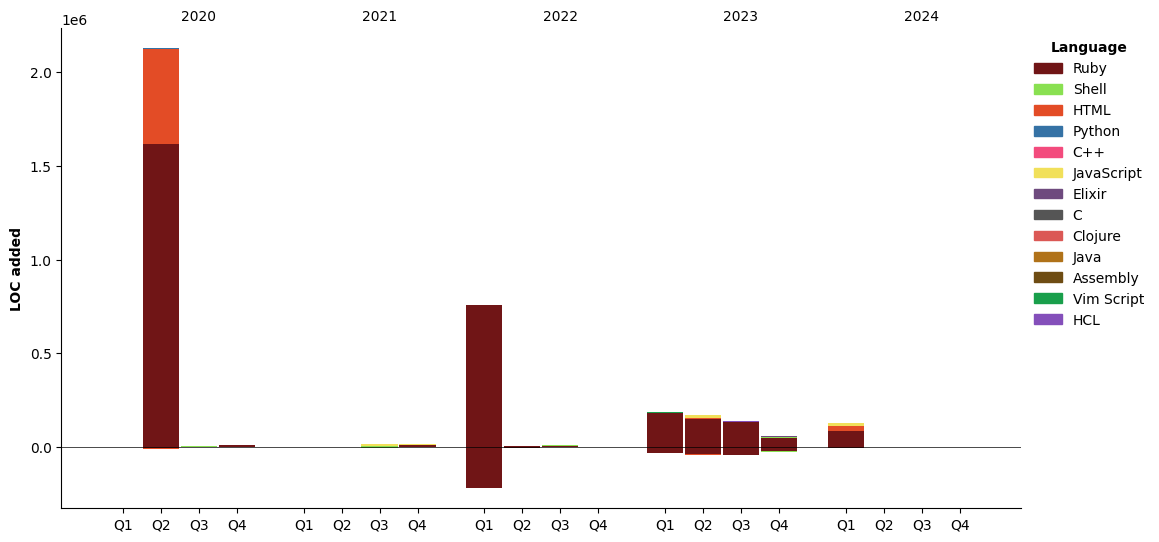 1e6
2020 2021 2022 2023 2024
2.0
1.5
1.0
0.5
0.0
LOC added
Q1 Q2 Q3 Q4 Q1 Q2 Q3 Q4 Q1 Q2 Q3 Q4 Q1 Q2 Q3 Q4 Q1 Q2 Q3 Q4
Language
Ruby
Shell
HTML
Python
C++
JavaScript
Elixir
C
Clojure
Java
Assembly
Vim Script
HCL